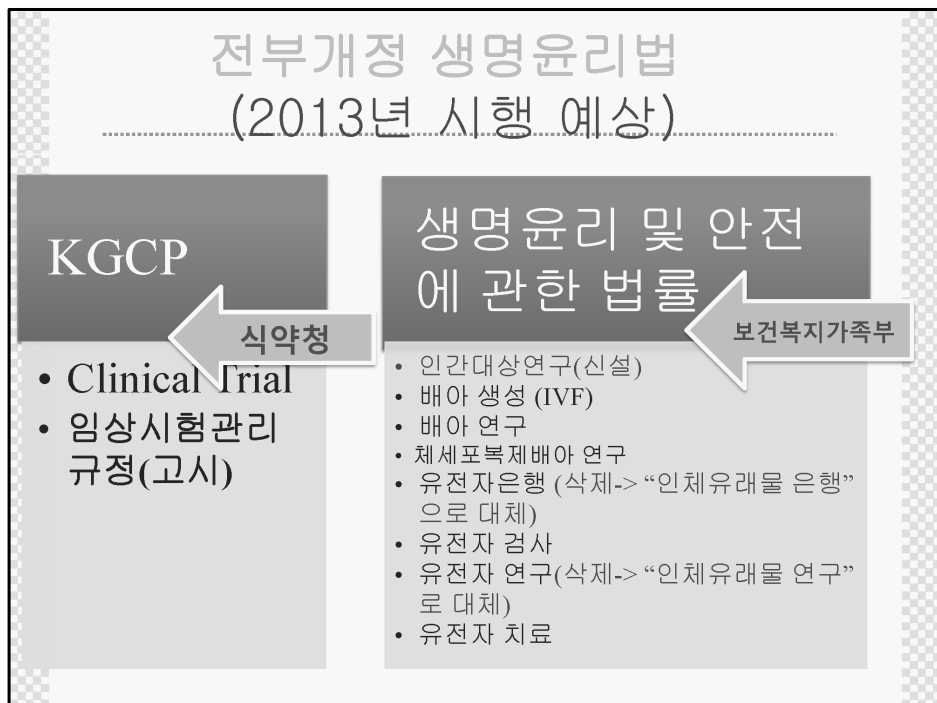 전부개정 생명윤리법
(2013년 시행 예상)
KGCP
식약청
• Clinical Trial
• 임상시험관리
규정(고시)
생명윤리 및 안전
에 관한 법률
보건복지가족부
• 인간대상연구(신설)
• 배아 생성 (IVF)
• 배아 연구
• 체세포복제배아 연구
• 유전자은행 (삭제-> “인체유래물 은행”
으로 대체)
• 유전자 검사
• 유전자 연구(삭제-> “인체유래물 연구”
로 대체)
• 유전자 치료